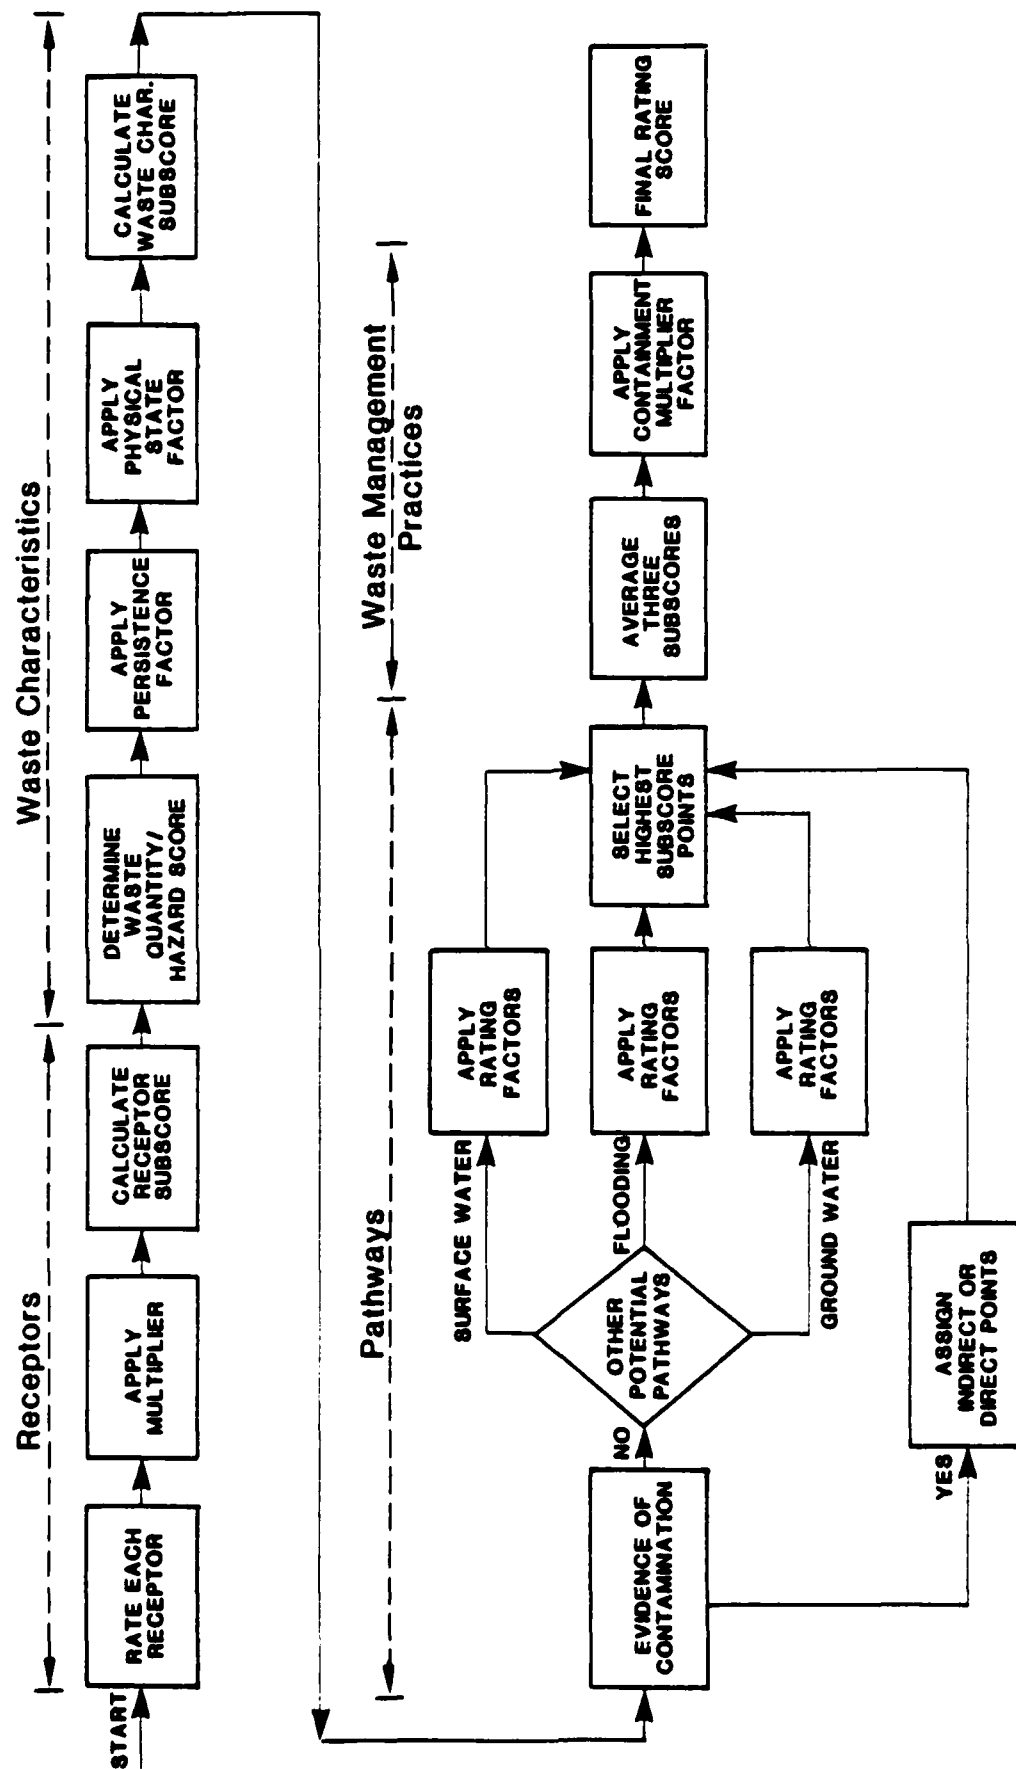 Receptors
Waste Characteristics
START
RATE EACH
RECEPTOR
APPLY
MULTIPLIER
CALCULATE
RECEPTOR
SUBSCORE
DETERMINE
WASTE
QUANTITY/
HAZARD SCORE
APPLY
PERSISTENCE
FACTOR
APPLY
PHYSICAL
STATE
FACTOR
CALCULATE
WASTE CHAR.
SUBSCORE
Pathways
Waste Management
Practices
EVIDENCE OF
CONTAMINATION
NO
YES
OTHER
POTENTIAL
PATHWAYS
SURFACE WATER
FLOODING
GROUND WATER
APPLY
RATING
FACTORS
APPLY
RATING
FACTORS
APPLY
RATING
FACTORS
ASSIGN
INDIRECT OR
DIRECT POINTS
SELECT
HIGHEST
SUBSCORE
POINTS
AVERAGE
THREE
SUBSCORES
APPLY
CONTAINMENT
MULTIPLIER
FACTOR
FINAL RATING
SCORE